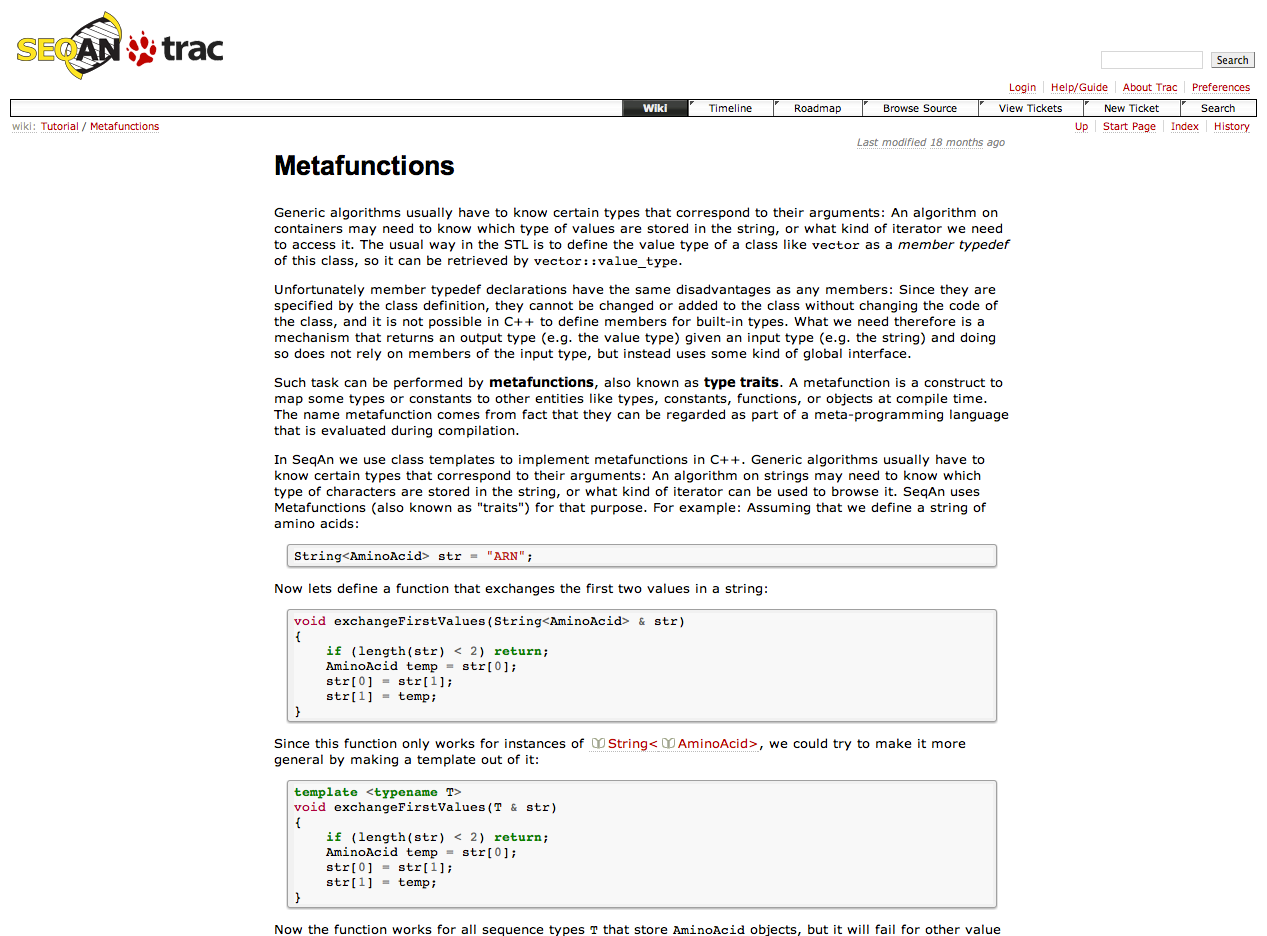 SEQAN trac
Search
Login Help/Guide About Trac Preferences
Wiki Timeline Roadmap Browse Source View Tickets New Ticket Search
wiki: Tutorial / Metafunctions Up Start Page Index History
Last modified 18 months ago
Metafunctions
Generic algorithms usually have to know certain types that correspond to their arguments: An algorithm on
containers may need to know which type of values are stored in the string, or what kind of iterator we need
to access it. The usual way in the STL is to define the value type of a class like vector as a member typedef
of this class, so it can be retrieved by vector::value_type.
Unfortunately member typedef declarations have the same disadvantages as any members: Since they are
specified by the class definition, they cannot be changed or added to the class without changing the code of
the class, and it is not possible in C++ to define members for built-in types. What we need therefore is a
mechanism that returns an output type (e.g. the value type) given an input type (e.g. the string) and doing
so does not rely on members of the input type, but instead uses some kind of global interface.
Such task can be performed by metafunctions, also known as type traits. A metafunction is a construct to
map some types or constants to other entities like types, constants, functions, or objects at compile time.
The name metafunction comes from fact that they can be regarded as part of a meta-programming language
that is evaluated during compilation.
In SeqAn we use class templates to implement metafunctions in C++. Generic algorithms usually have to
know certain types that correspond to their arguments: An algorithm on strings may need to know which
type of characters are stored in the string, or what kind of iterator can be used to browse it. SeqAn uses
Metafunctions (also known as "traits") for that purpose. For example: Assuming that we define a string of
amino acids:
String<AminoAcid> str = "ARN";
Now lets define a function that exchanges the first two values in a string:
void exchangeFirstValues(String<AminoAcid> & str)
{
    if (length(str) < 2) return;
    AminoAcid temp = str[0];
    str[0] = str[1];
    str[1] = temp;
}
Since this function only works for instances of String< AminoAcid>, we could try to make it more
general by making a template out of it:
template <typename T>
void exchangeFirstValues(T & str)
{
    if (length(str) < 2) return;
    AminoAcid temp = str[0];
    str[0] = str[1];
    str[1] = temp;
}
Now the function works for all sequence types T that store AminoAcid objects, but it will fail for other value